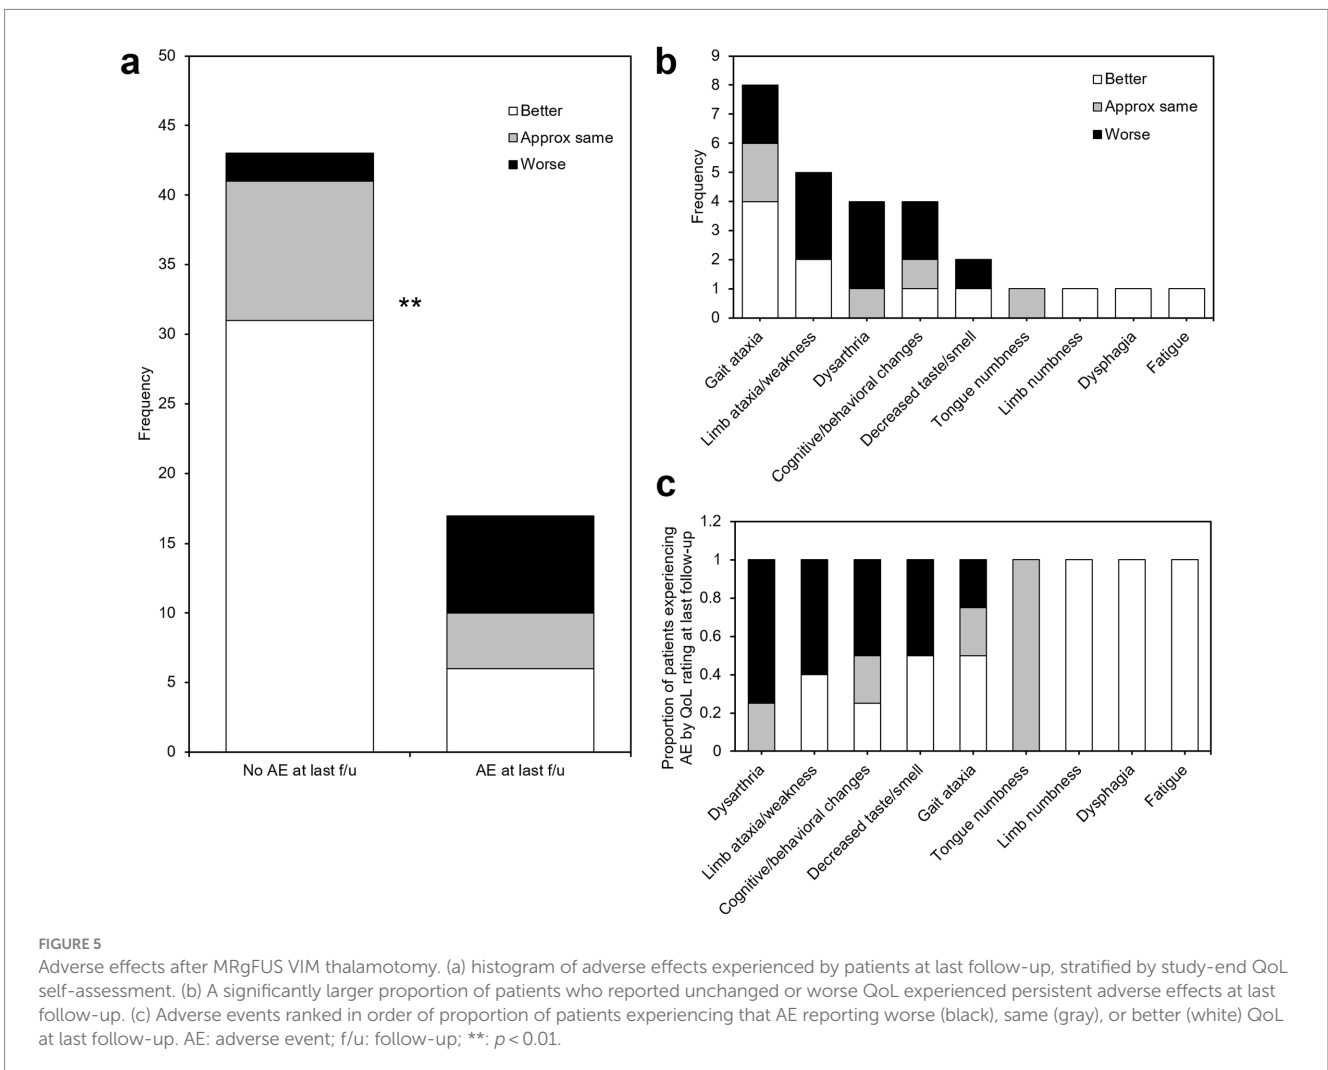 a
50
45
40
35
30
25
20
15
10
5
0
Frequency
Better
Approx same
Worse
**
No AE at last f/u
AE at last f/u
b
9
8
7
6
5
4
3
2
1
0
Frequency
Better
Approx same
Worse
Gait ataxia
Limb ataxia/weakness
Dysarthria
Cognitive/behavioral changes
Decreased taste/smell
Tongue numbness
Limb numbness
Dysphagia
Fatigue
c
1.2
1
0.8
0.6
0.4
0.2
0
Proportion of patients experiencing
AE by QoL rating at last follow-up
Dysarthria
Limb ataxia/weakness
Cognitive/behavioral changes
Decreased taste/smell
Gait ataxia
Tongue numbness
Limb numbness
Dysphagia
Fatigue
FIGURE 5
Adverse effects after MRgFUS VIM thalamotomy. (a) histogram of adverse effects experienced by patients at last follow-up, stratified by study-end QoL
self-assessment. (b) A significantly larger proportion of patients who reported unchanged or worse QoL experienced persistent adverse effects at last
follow-up. (c) Adverse events ranked in order of proportion of patients experiencing that AE reporting worse (black), same (gray), or better (white) QoL
at last follow-up. AE: adverse event; f/u: follow-up; **: p < 0.01.